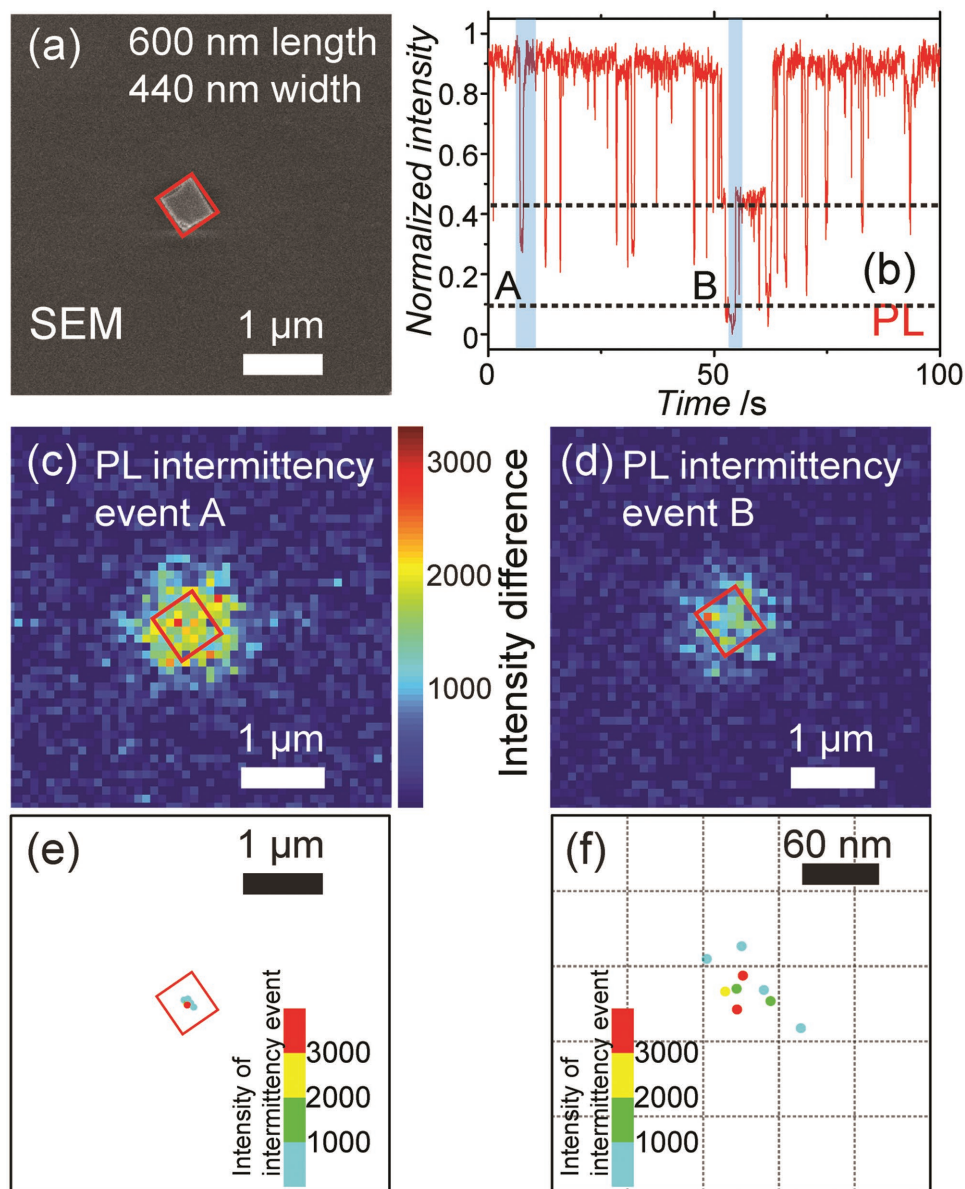 (a)
600 nm length
440 nm width
SEM
1 μm
Normalized intensity
1
0.8
0.6
0.4
0.2
0
A
B
(b)
PL
0
50
100
Time /s
(c)
PL intermittency
event A
1 μm
3000
2000
1000
Intensity difference
(d)
PL intermittency
event B
1 μm
(e)
1 μm
Intensity of
intermittency event
3000
2000
1000
(f)
60 nm
Intensity of
intermittency event
3000
2000
1000